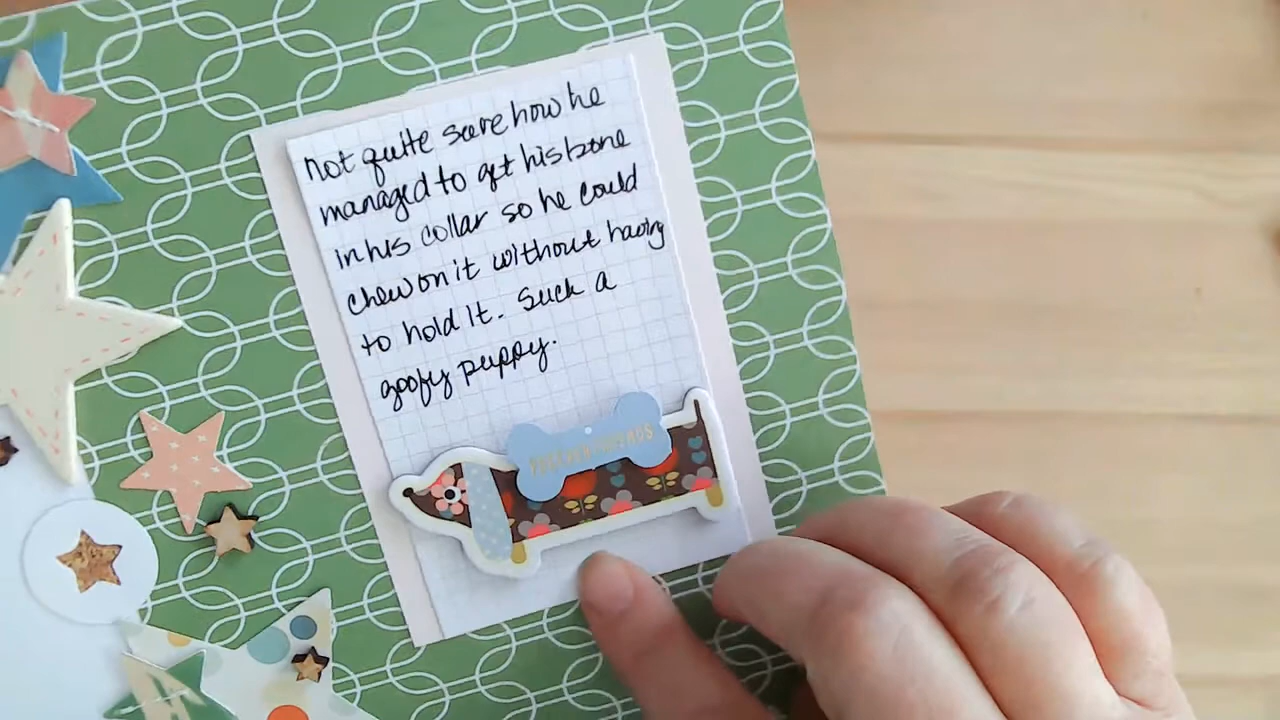 not quite sure how he
managed to get his bone
in his collar so he could
chew on it without having
to hold it. Such a
goofy puppy.
FRIENDS